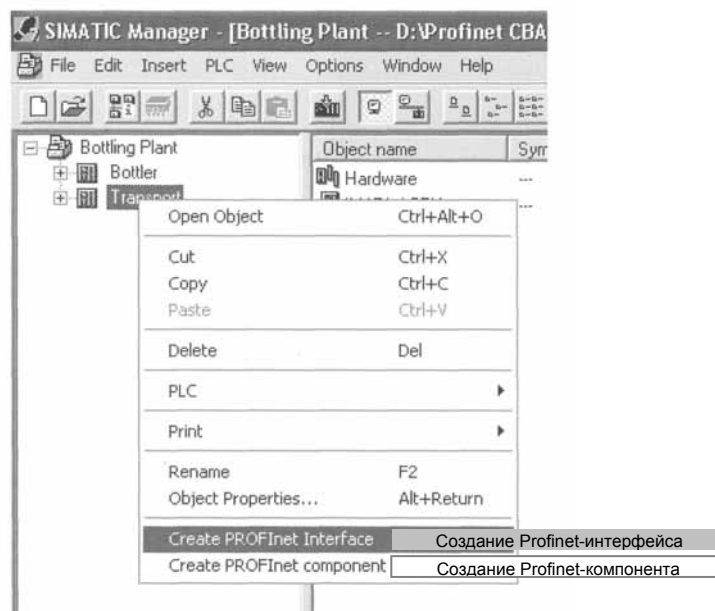 SIMATIC Manager - [Bottling Plant -- D:\Profinet CBA
File Edit Insert PLC View Options Window Help
Bottling Plant
Bottler
Transport
Object name Sym
Hardware ---
---
Open Object Ctrl+Alt+O
Cut Ctrl+X
Copy Ctrl+C
Paste Ctrl+V
Delete Del
PLC
Print
Rename F2
Object Properties... Alt+Return
Create PROFInet Interface Создание Profinet-интерфейса
Create PROFInet component Создание Profinet-компонента